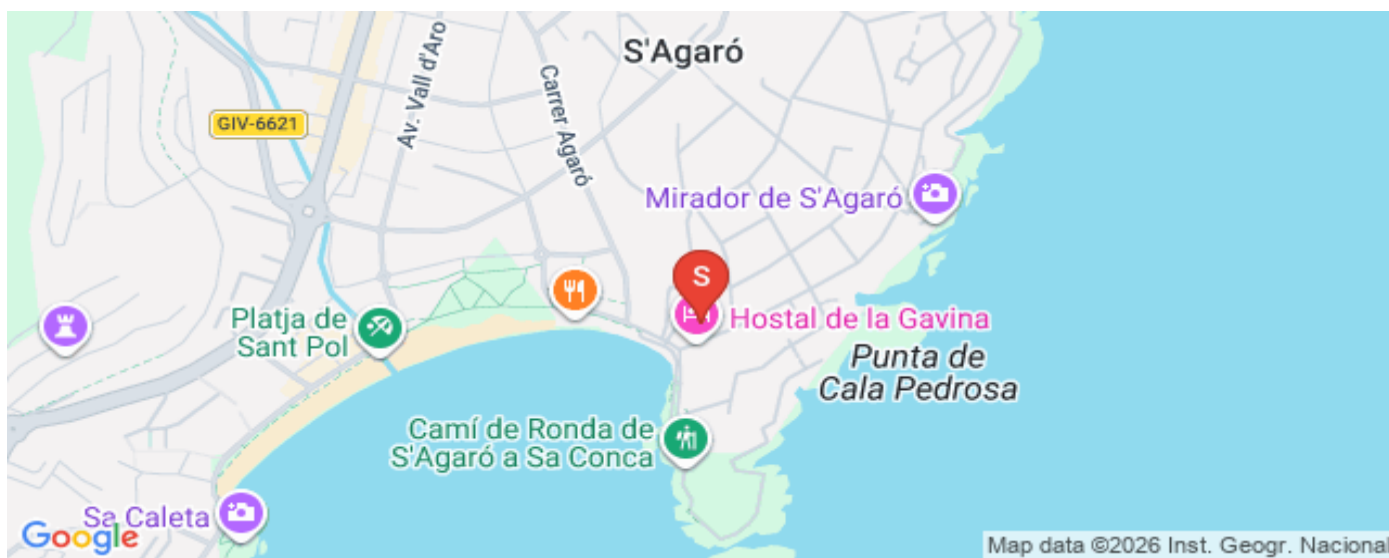 S'Agaró
GIV-6621
Av. Vall d'Aro
Carrer Agaró
Mirador de S'Agaró
S
Hostal de la Gavina
Platja de
Sant Pol
Punta de
Cala Pedrosa
Camí de Ronda de
S'Agaró a Sa Conca
Sa Caleta
Google
Map data ©2026 Inst. Geogr. Nacional